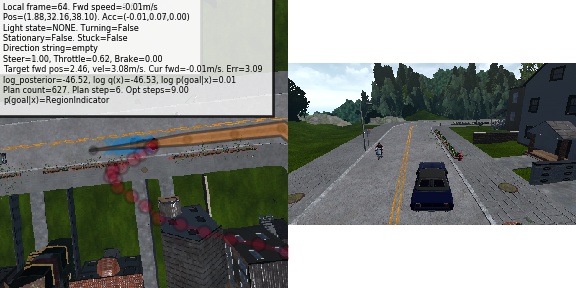 Local frame=64. Fwd speed=-0.01m/s
Pos=(1.88,32.16,38.10). Acc=(-0.01,0.07,0.00)
Light state=NONE. Turning=False
Stationary=False. Stuck=False
Direction string=empty
Steer=1.00, Throttle=0.62, Brake=0.00
Target fwd pos=2.46, vel=3.08m/s. Cur fwd=-0.01m/s. Err=3.09
log_posterior=-46.52, log q(x)=-46.53, log p(goal|x)=0.01
Plan count=627. Plan step=6. Opt steps=9.00
p(goal|x)=RegionIndicator